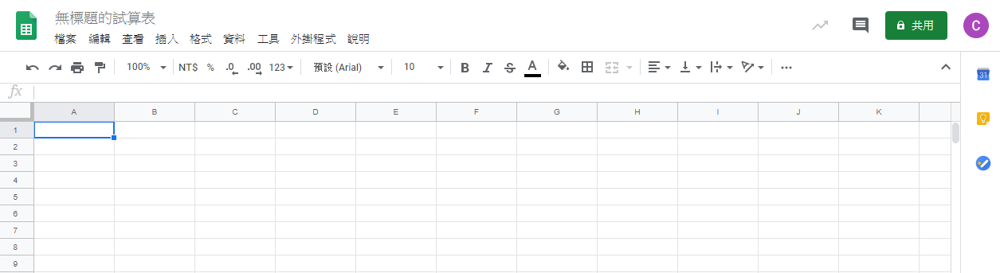 無標題的試算表
檔案 編輯 查看 插入 格式 資料 工具 外掛程式 說明
共用
C
100% NT$ % .0 .00 123 預設 (Arial) 10 B I S A
31
fx
A B C D E F G H I J K
1
2
3
4
5
6
7
8
9